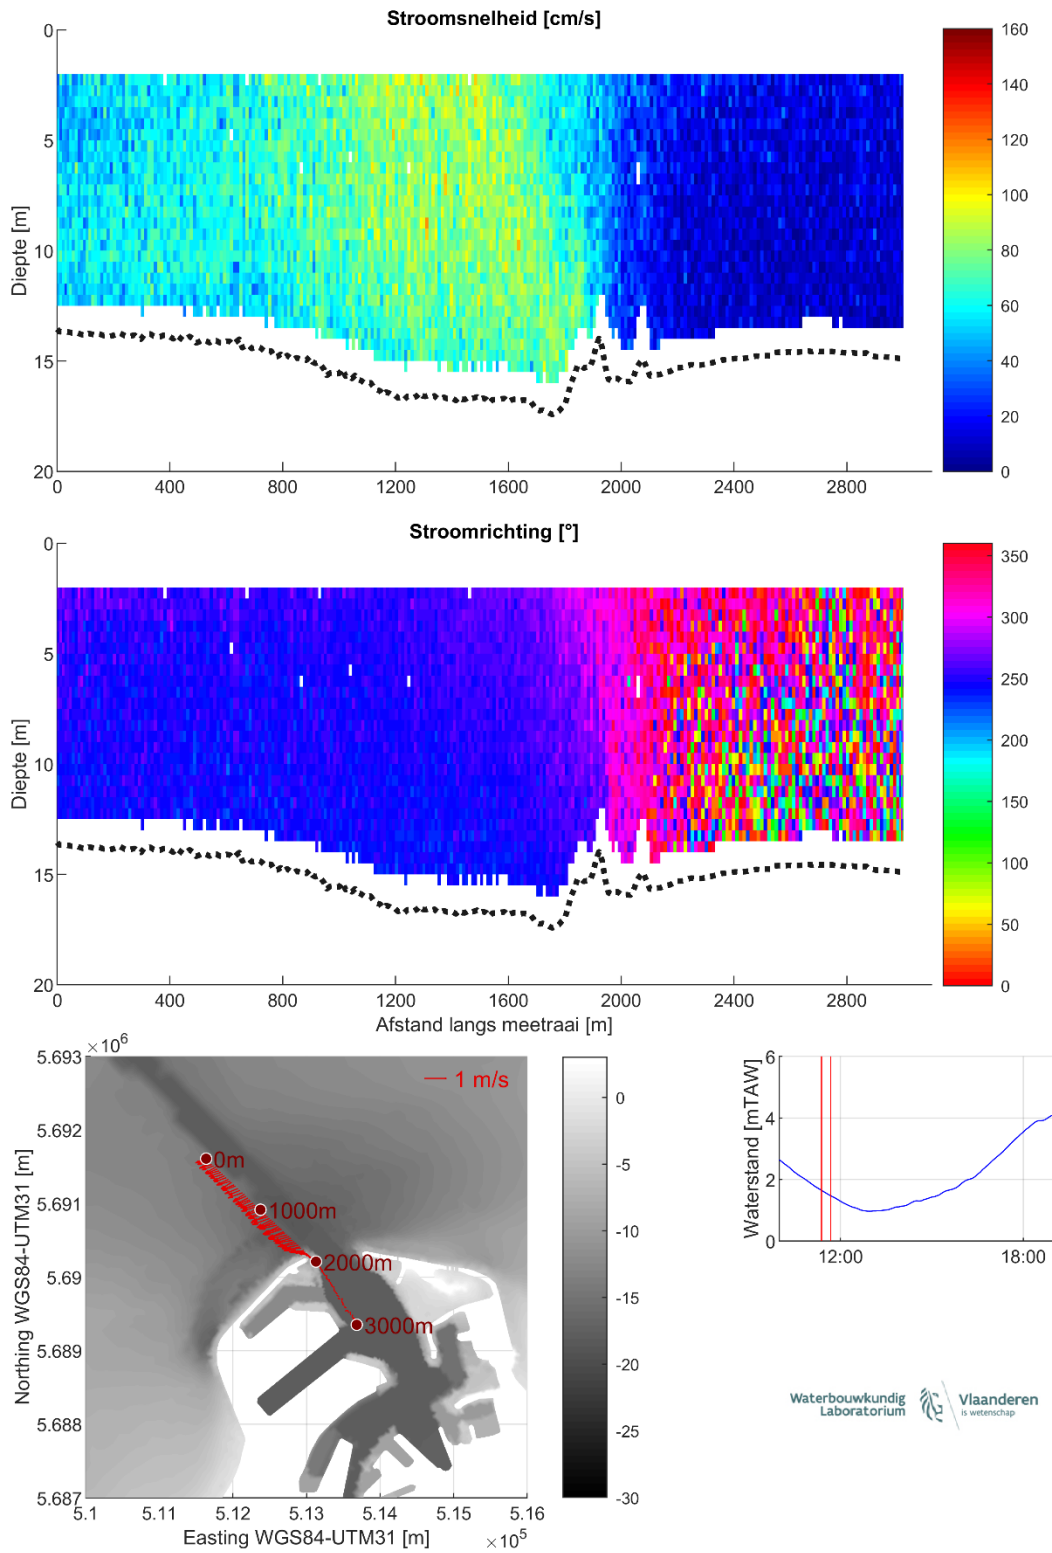 Stroomsnelheid [cm/s]
Diepte [m]
0
5
10
15
20
0 400 800 1200 1600 2000 2400 2800
160
140
120
100
80
60
40
20
0
Stroomrichting [°]
Diepte [m]
0
5
10
15
20
0 400 800 1200 1600 2000 2400 2800
Afstand langs meetraai [m]
350
300
250
200
150
100
50
0
×10⁶
Northing WGS84-UTM31 [m]
5.693
5.692
5.691
5.69
5.689
5.688
5.687
5.1 5.11 5.12 5.13 5.14 5.15 5.16
Easting WGS84-UTM31 [m]
×10⁵
1 m/s
0m
1000m
2000m
3000m
0
-5
-10
-15
-20
-25
-30
Waterstand [mTAW]
6
4
2
0
12:00 18:00
Waterbouwkundig
Laboratorium
Vlaanderen
is wetenschap